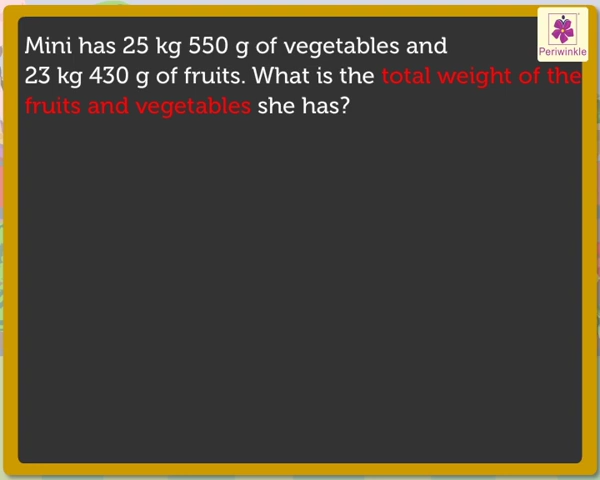 Periwinkle
Mini has 25 kg 550 g of vegetables and
23 kg 430 g of fruits. What is the total weight of the
fruits and vegetables she has?